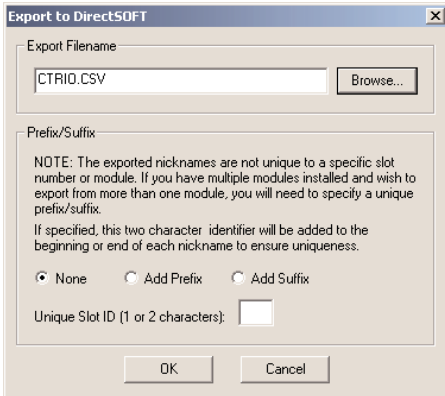 Export to DirectSOFT
Export Filename
CTRIO.CSV
Browse...
Prefix/Suffix
NOTE: The exported nicknames are not unique to a specific slot
number or module. If you have multiple modules installed and wish to
export from more than one module, you will need to specify a unique
prefix/suffix.
If specified, this two character identifier will be added to the
beginning or end of each nickname to ensure uniqueness.
None Add Prefix Add Suffix
Unique Slot ID (1 or 2 characters):
OK Cancel